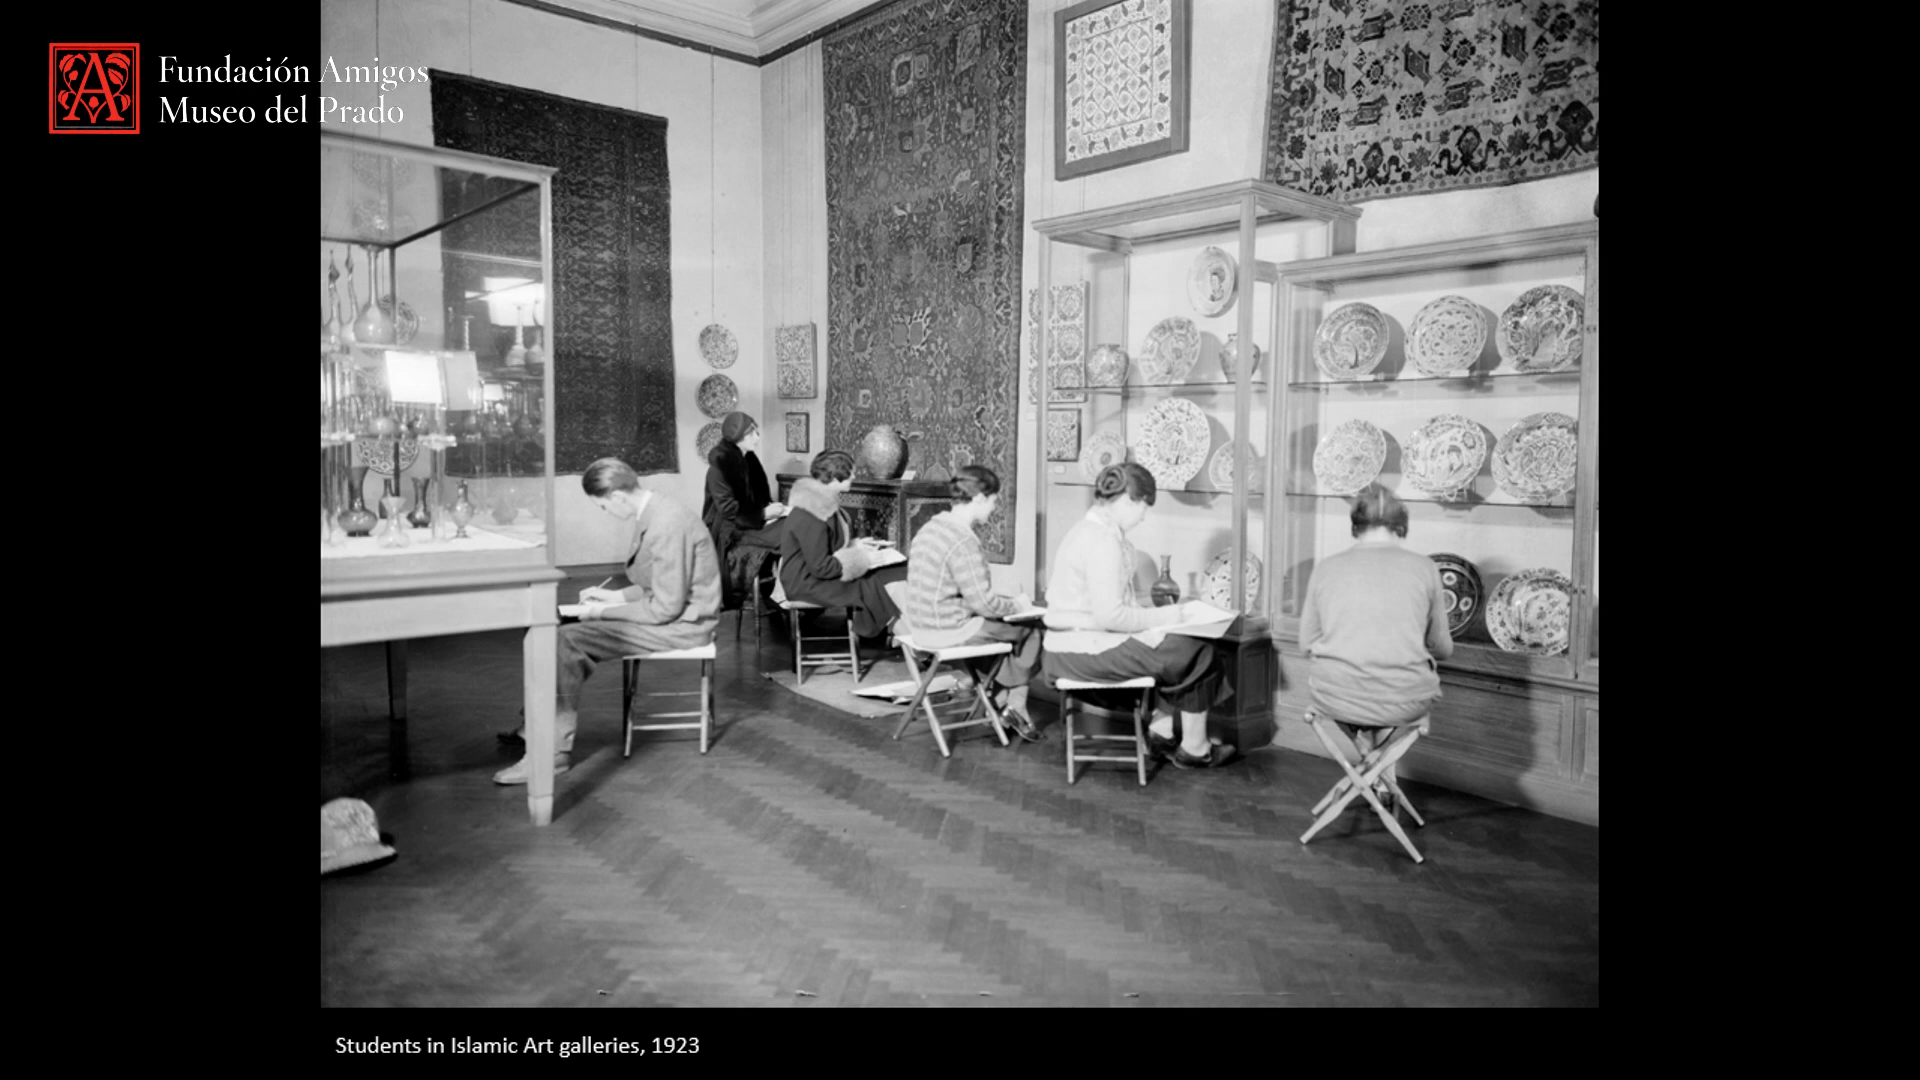 Fundación Amigos
Museo del Prado
Students in Islamic Art galleries, 1923